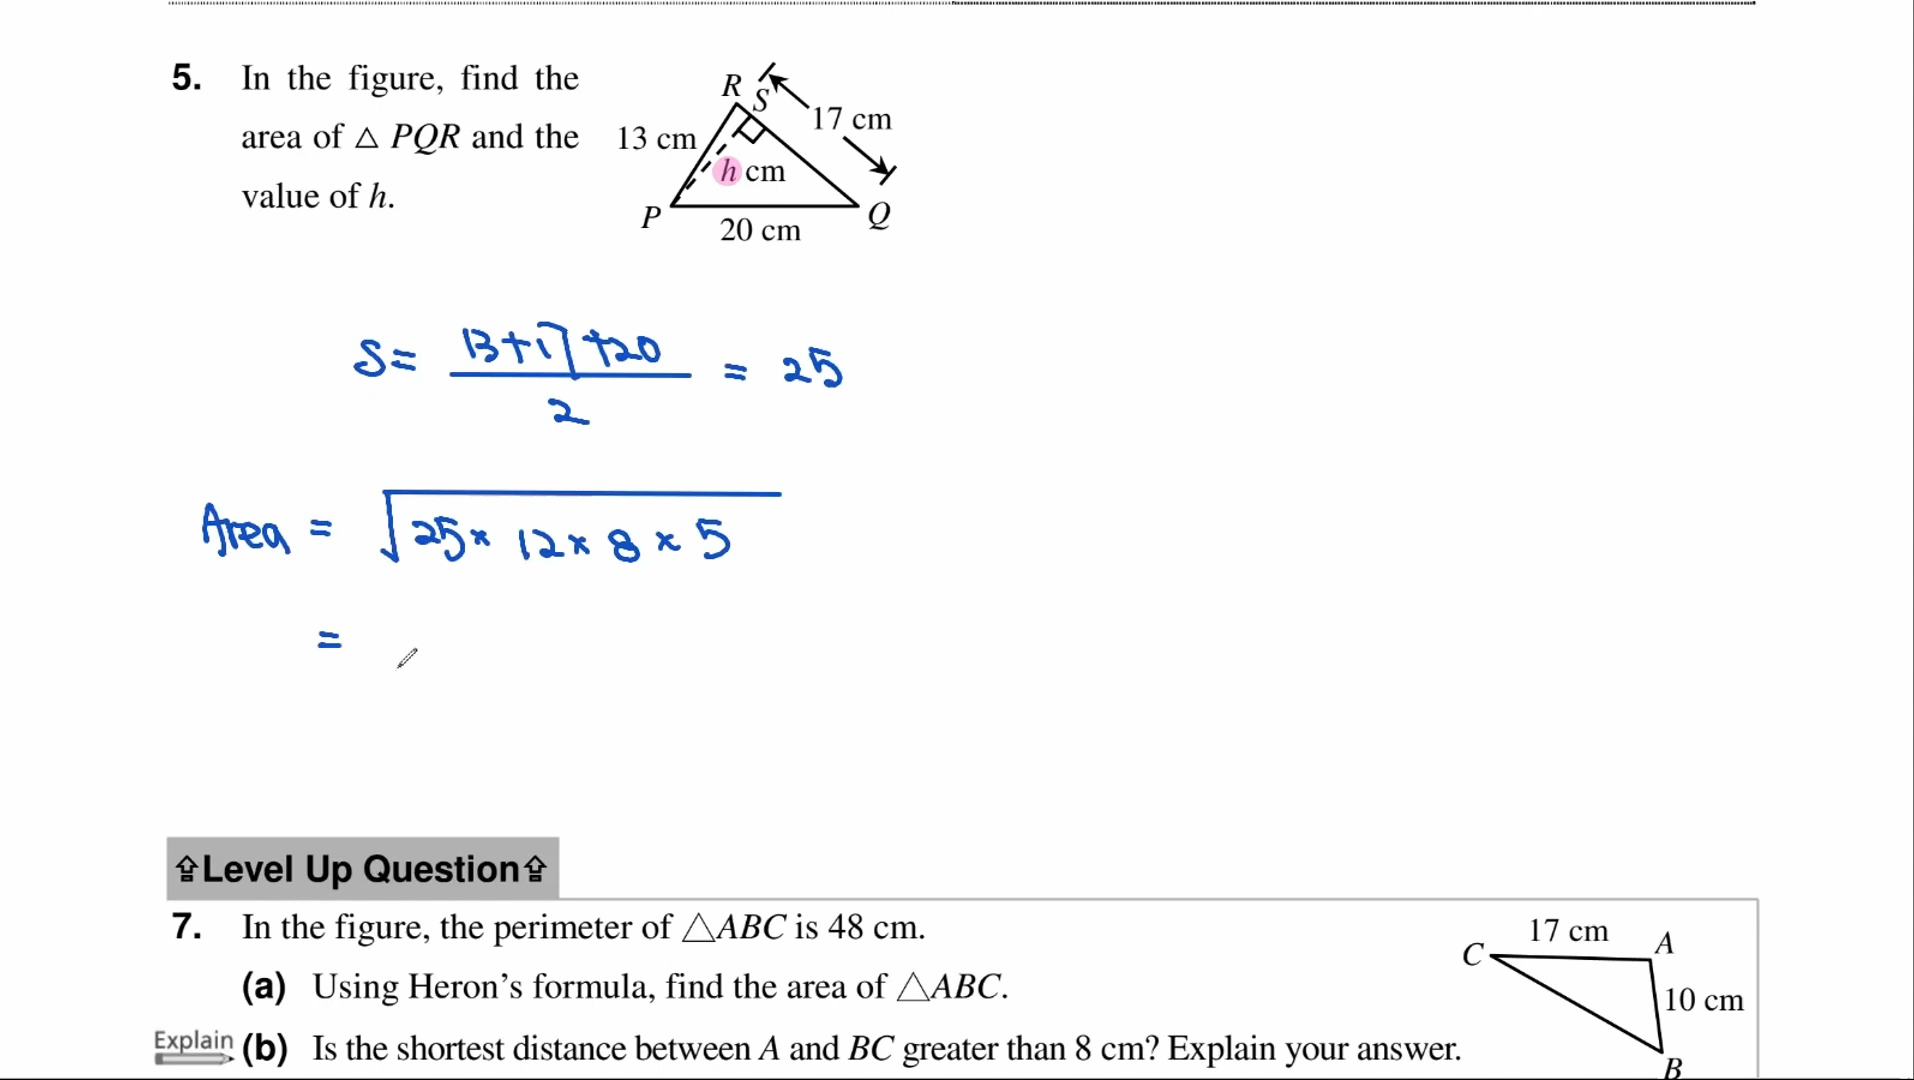 5. In the figure, find the
area of △ PQR and the
value of h.
R
S
17 cm
13 cm
h cm
P
Q
20 cm
S = 13+17+20 / 2 = 25
Area = √25 × 12 × 8 × 5
=
⇧Level Up Question⇧
7. In the figure, the perimeter of △ABC is 48 cm.
(a) Using Heron's formula, find the area of △ABC.
Explain (b) Is the shortest distance between A and BC greater than 8 cm? Explain your answer.
17 cm
C
A
10 cm
B